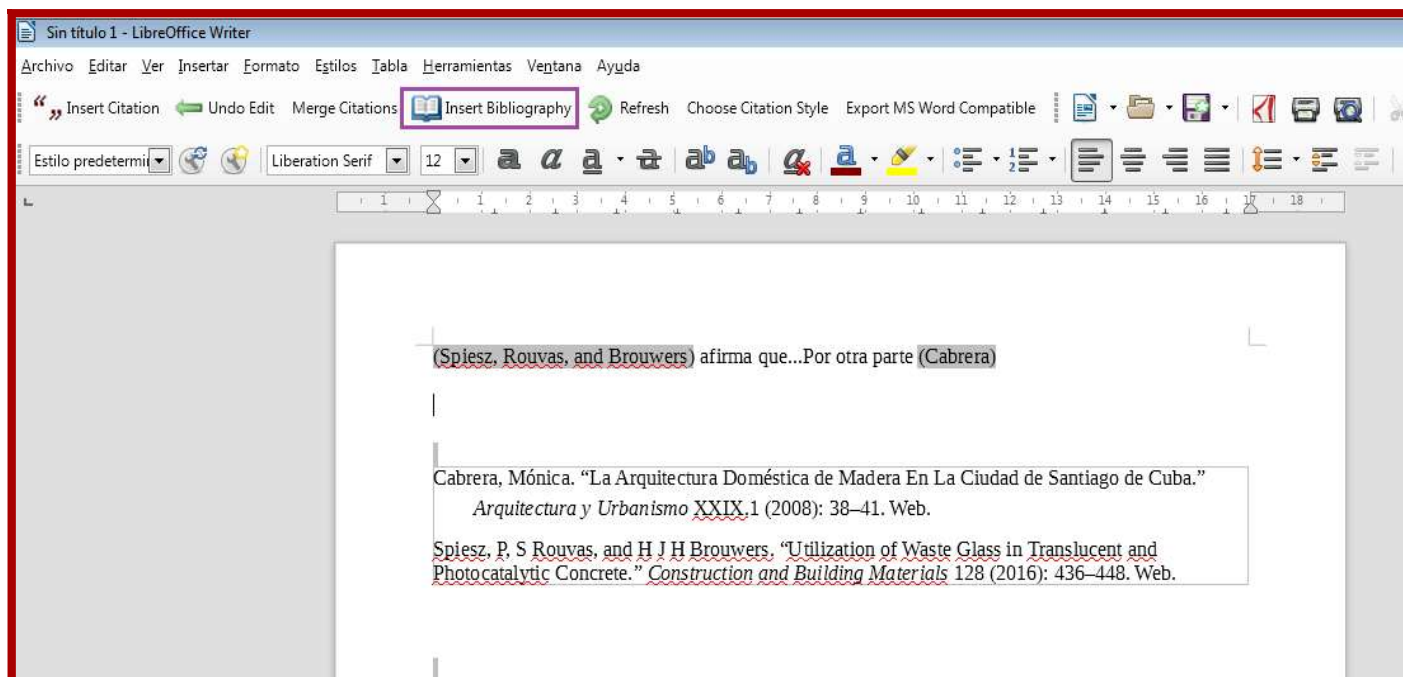 Sin título 1 - LibreOffice Writer
Archivo Editar Ver Insertar Formato Estilos Tabla Herramientas Ventana Ayuda
“„ Insert Citation Undo Edit Merge Citations Insert Bibliography Refresh Choose Citation Style Export MS Word Compatible
Estilo predetermi Liberation Serif 12 a a a a ab ab a a
1 1 2 3 4 5 6 7 8 9 10 11 12 13 14 15 16 17 18
(Spiesz, Rouvas, and Brouwers) afirma que...Por otra parte (Cabrera)
Cabrera, Mónica. “La Arquitectura Doméstica de Madera En La Ciudad de Santiago de Cuba.”
Arquitectura y Urbanismo XXIX.1 (2008): 38–41. Web.
Spiesz, P, S Rouvas, and H J H Brouwers. “Utilization of Waste Glass in Translucent and
Photocatalytic Concrete.” Construction and Building Materials 128 (2016): 436–448. Web.